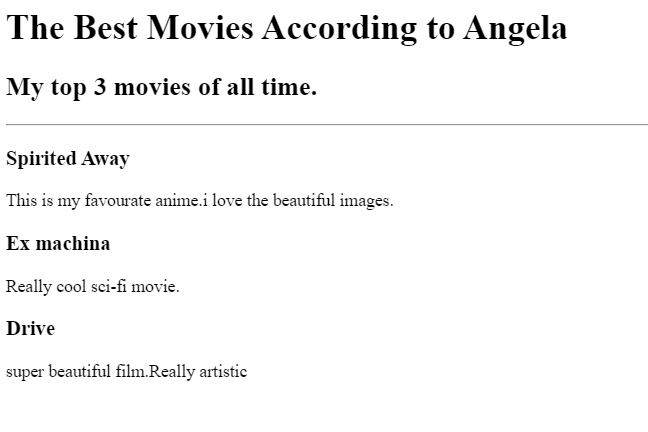 The Best Movies According to Angela
My top 3 movies of all time.
Spirited Away
This is my favourate anime.i love the beautiful images.
Ex machina
Really cool sci-fi movie.
Drive
super beautiful film.Really artistic